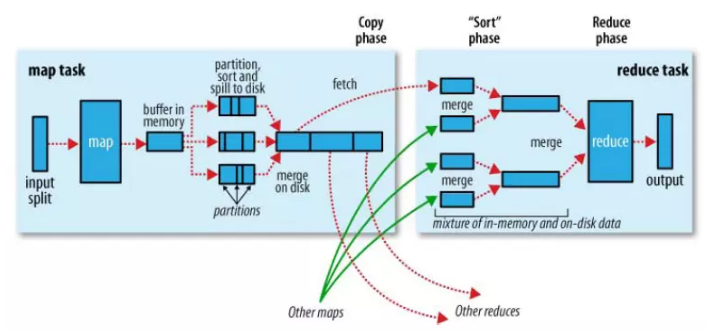 Copy
phase
"Sort"
phase
Reduce
phase
map task
partition,
sort and
spill to disk
fetch
reduce task
buffer in
memory
map
merge
merge
reduce
input
split
merge
on disk
merge
output
partitions
mixture of in-memory and on-disk data
Other maps
Other reduces